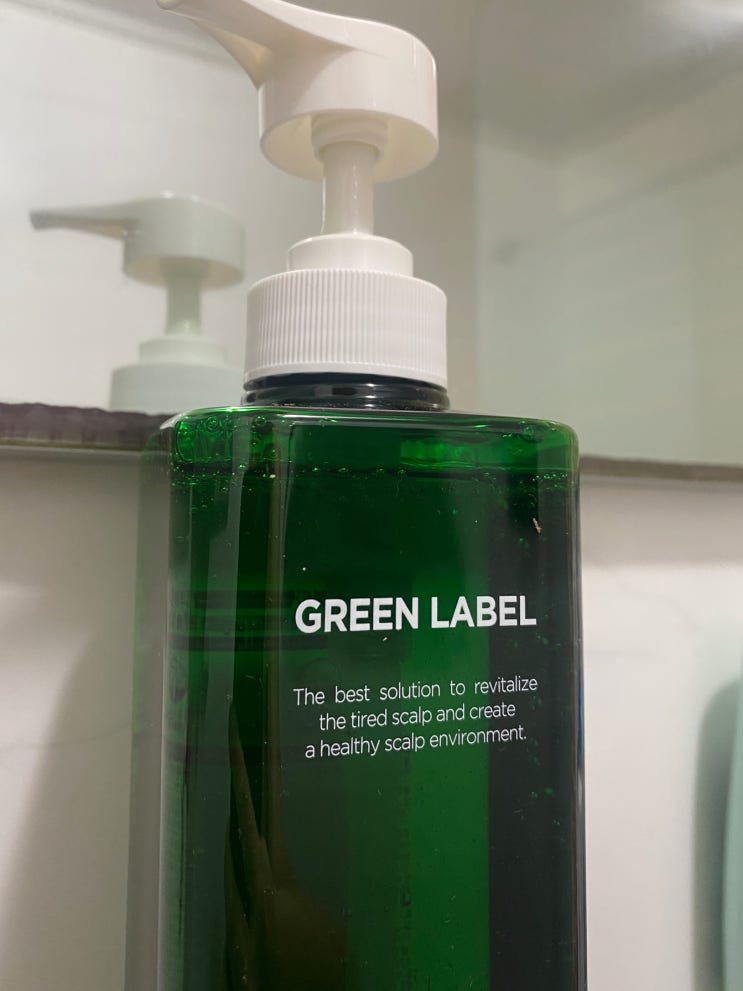 GREEN LABEL
The best solution to revitalize
the tired scalp and create
a healthy scalp environment.